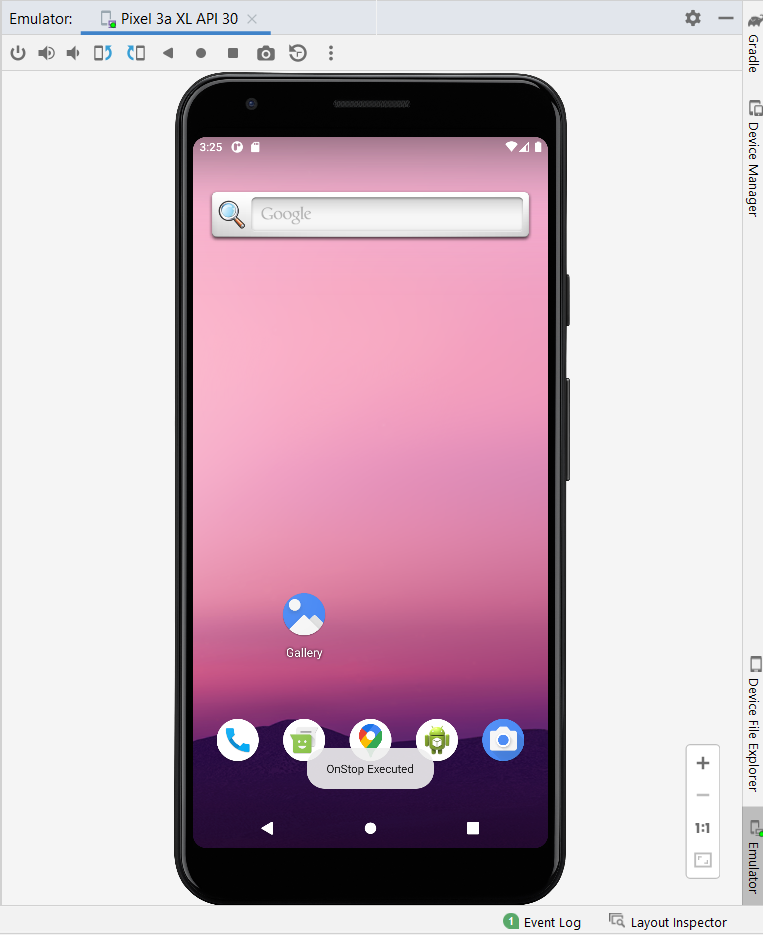 Emulator: Pixel 3a XL API 30
Gradle
Device Manager
3:25
Google
Gallery
OnStop Executed
Device File Explorer
1:1
Emulator
1 Event Log Layout Inspector